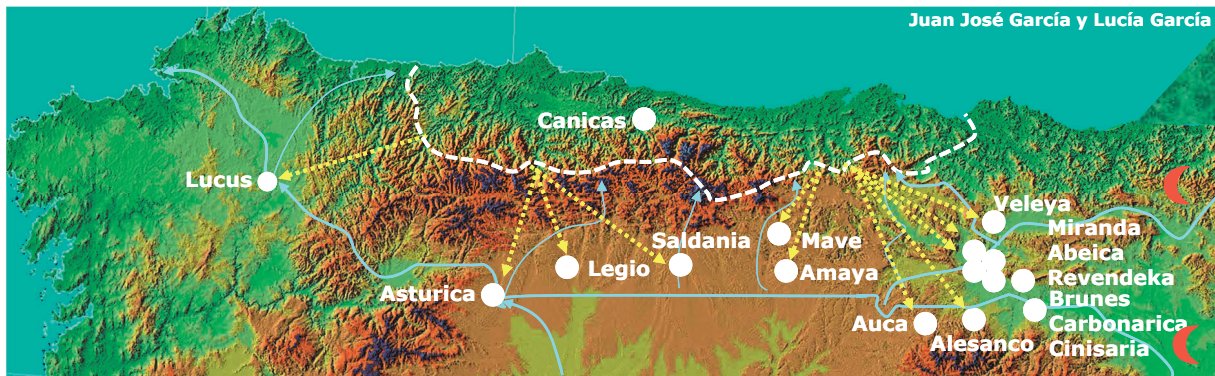 Juan José García y Lucía García
Canicas
Lucus
Veleya
Saldania
Mave
Miranda
Abeica
Legio
Amaya
Revendeka
Asturica
Brunes
Auca
Carbonarica
Alesanco
Cinisaria